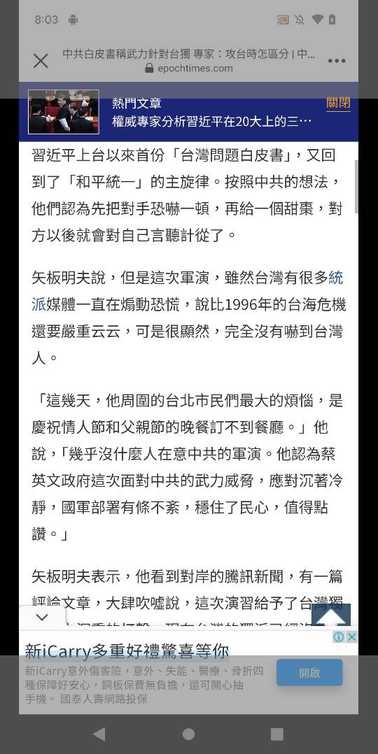 8:03
中共白皮書稱武力針對台獨 專家：攻台時怎區分 | 中...
epochtimes.com
熱門文章
關閉
權威專家分析習近平在20大上的三⋯
習近平上台以來首份「台灣問題白皮書」，又回
到了「和平統一」的主旋律。按照中共的想法，
他們認為先把對手恐嚇一頓，再給一個甜棗，對
方以後就會對自己言聽計從了。
矢板明夫說，但是這次軍演，雖然台灣有很多統
派媒體一直在煽動恐慌，說比1996年的台海危機
還要嚴重云云，可是很顯然，完全沒有嚇到台灣
人。
「這幾天，他周圍的台北市民們最大的煩惱，是
慶祝情人節和父親節的晚餐訂不到餐廳。」他
說，「幾乎沒什麼人在意中共的軍演。他認為蔡
英文政府這次面對中共的武力威脅，應對沉著冷
靜，國軍部署有條不紊，穩住了民心，值得點
讚。」
矢板明夫表示，他看到對岸的騰訊新聞，有一篇
評論文章，大肆吹噓說，這次演習給予了台灣獨
新iCarry多重好禮驚喜等你
新iCarry意外傷害險，意外、失能、醫療、骨折四
種保障好安心，銅板保費無負擔，還可開心抽
手機。 國泰人壽網路投保
開啟